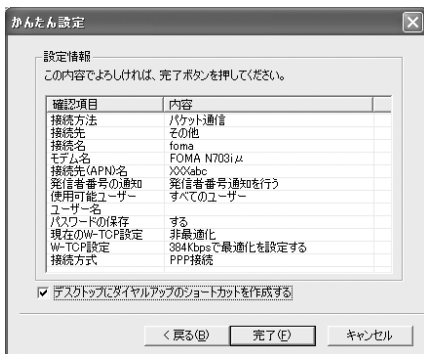 かんたん設定
設定情報
この内容でよろしければ、完了ボタンを押してください。
確認項目 内容
接続方法 パケット通信
接続先 その他
接続名 foma
モデム名 FOMA N703iμ
接続先(APN)名 XXXabc
発信者番号の通知 発信者番号通知を行う
使用可能ユーザー すべてのユーザー
ユーザー名
パスワードの保存 する
現在のW-TCP設定 非最適化
W-TCP設定 384Kbpsで最適化を設定する
接続方式 PPP接続
デスクトップにダイヤルアップのショートカットを作成する
< 戻る(B) 完了(F) キャンセル